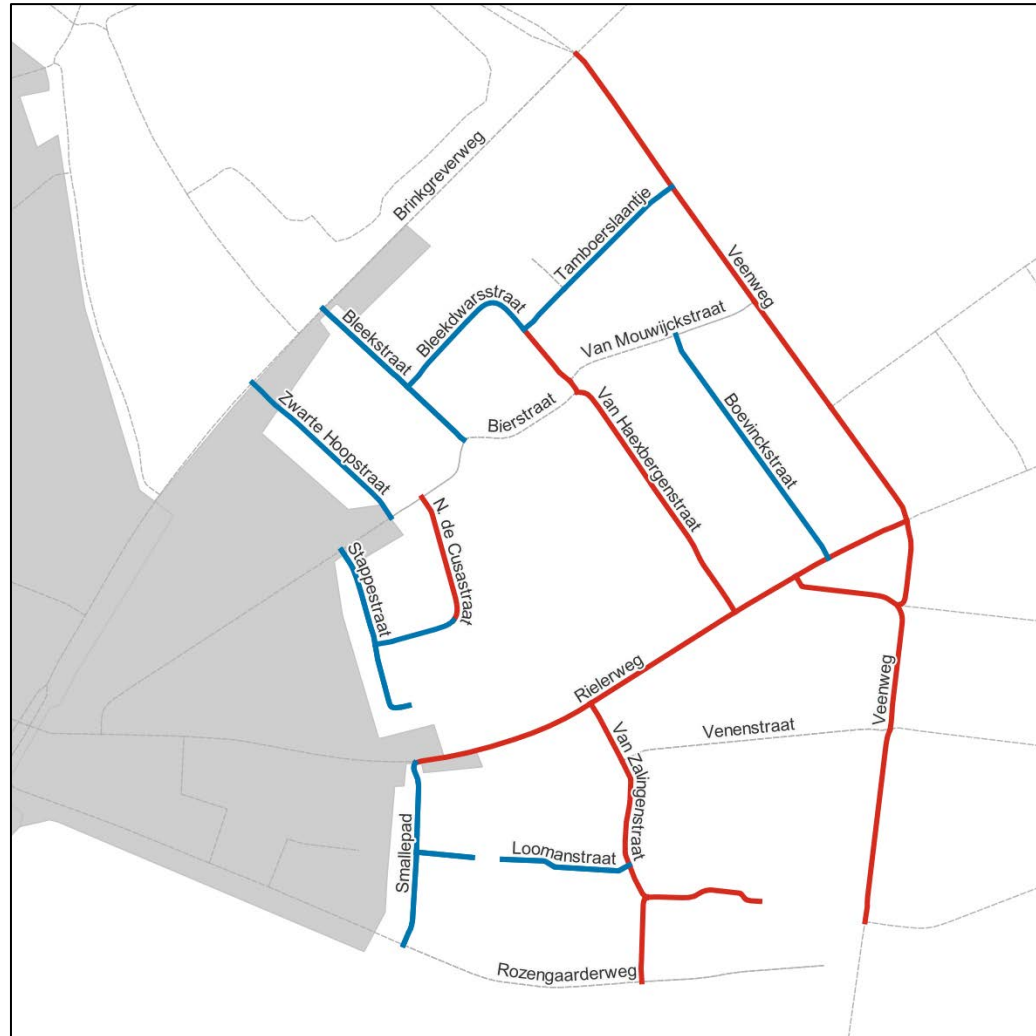 Brinkgreverweg
Tamboerslaantje
Veenweg
Bleekdwarsstraat
Bleekstraat
Van Mouwijckstraat
Zwarte Hoopstraat
Bierstraat
Van Haexbergenstraat
Boevinckstraat
N. de Cusastraat
Stappestraat
Rielerweg
Veenweg
Venenstraat
Van Zalingenstraat
Smallepad
Loomanstraat
Rozengaarderweg